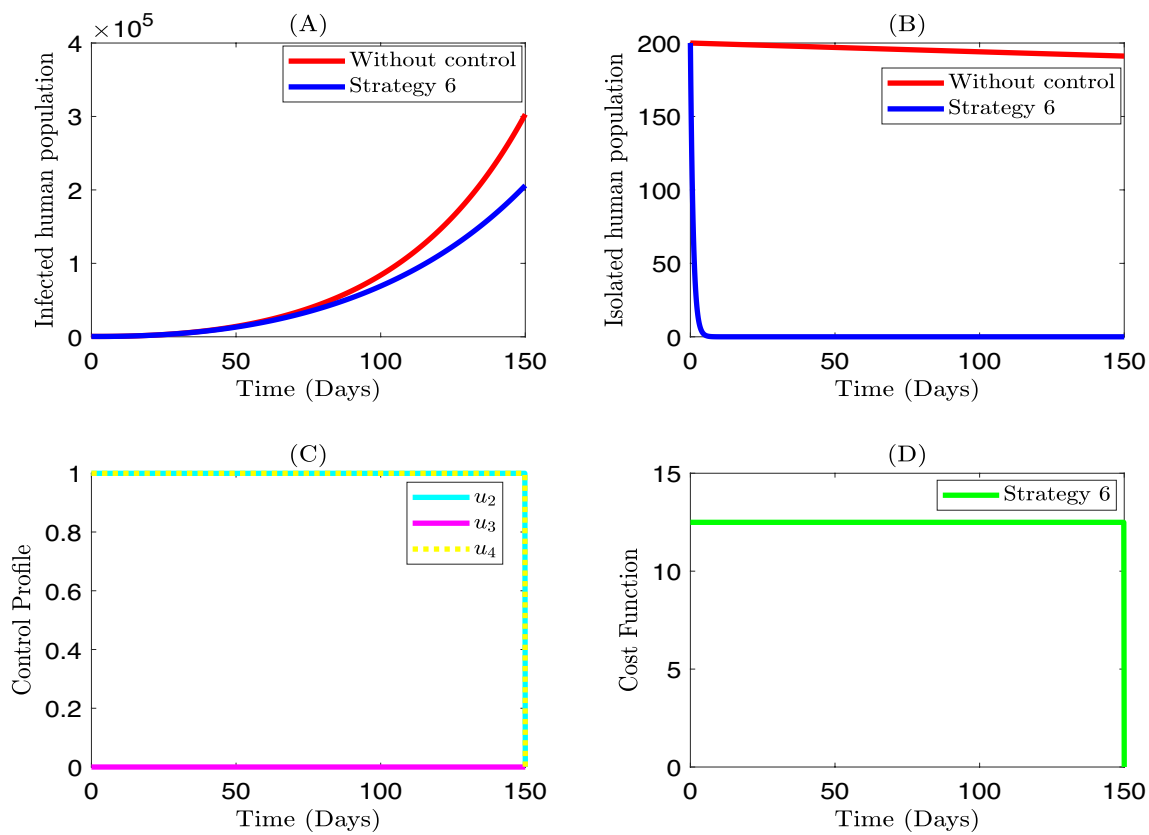 (A)
×10⁵
4
3
2
1
0
0
50
100
150
Infected human population
Time (Days)
Without control
Strategy 6
(B)
200
150
100
50
0
0
50
100
150
Isolated human population
Time (Days)
Without control
Strategy 6
(C)
1
0.8
0.6
0.4
0.2
0
0
50
100
150
Control Profile
Time (Days)
u₂
u₃
u₄
(D)
15
10
5
0
0
50
100
150
Cost Function
Time (Days)
Strategy 6